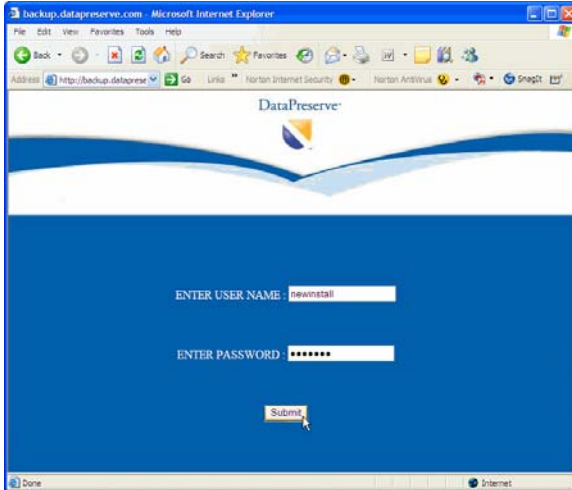 backup.datapreserve.com - Microsoft Internet Explorer
File Edit View Favorites Tools Help
Back Search Favorites
Address http://backup.dataprese Go Links » Norton Internet Security Norton AntiVirus SnagIt
DataPreserve
ENTER USER NAME : newinstall
ENTER PASSWORD : •••••••
Submit
Done Internet